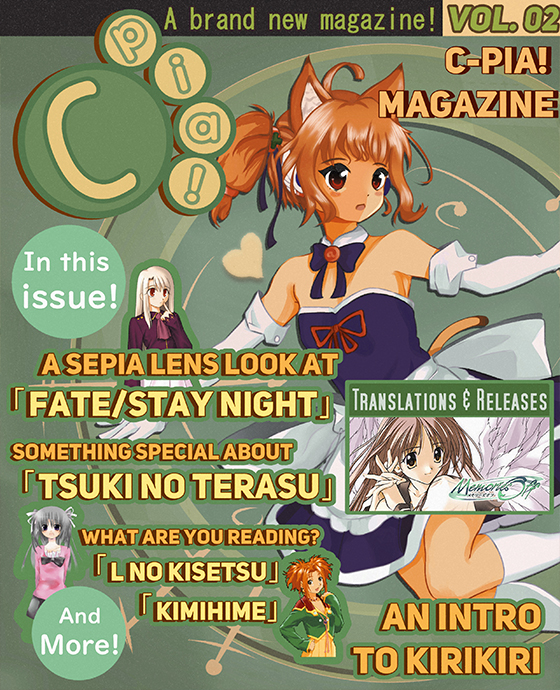 A brand new magazine!
VOL. 02
C pia!
C-PIA!
MAGAZINE
In this
issue!
A SEPIA LENS LOOK AT
「FATE/STAY NIGHT」
TRANSLATIONS & RELEASES
SOMETHING SPECIAL ABOUT
「TSUKI NO TERASU」
WHAT ARE YOU READING?
「L NO KISETSU」
「KIMIHIME」
And
More!
AN INTRO
TO KIRIKIRI